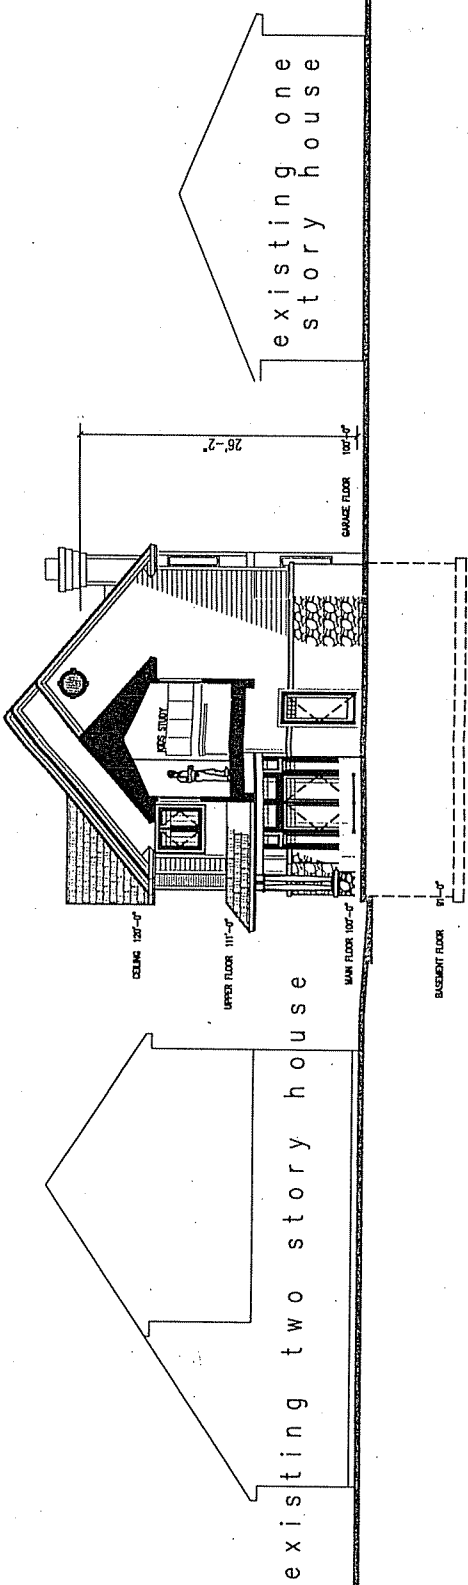 existing two story house
CEILING 120'-0"
UPPER FLOOR 111'-0"
MAIN FLOOR 100'-0"
BASEMENT FLOOR 91'-0"
KIDS STUDY
26'-2"
GARAGE FLOOR 100'-0"
existing one
story house